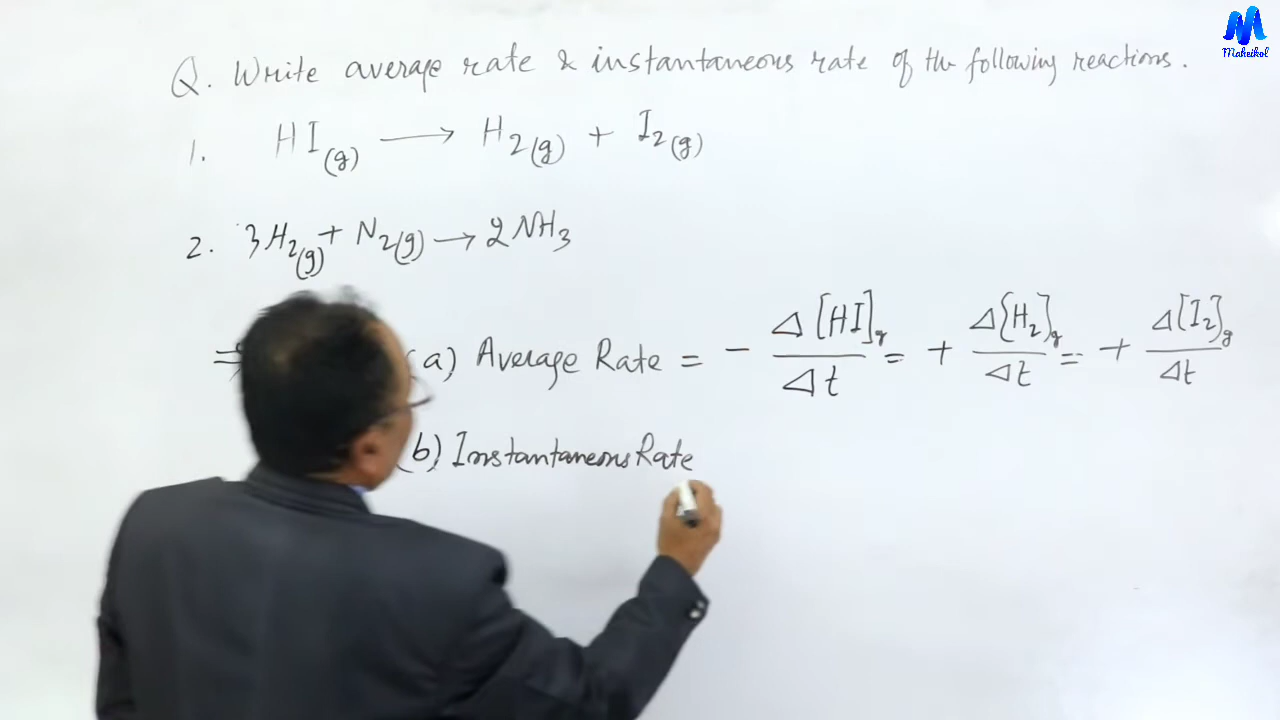 Maheikol
Q. Write average rate & instantaneous rate of the following reactions.
1. HI(g) → H2(g) + I2(g)
2. 3H2(g) + N2(g) → 2NH3
(a) Average Rate = - Δ[HI]g/Δt = + Δ[H2]g/Δt = + Δ[I2]g/Δt
(b) Instantaneous Rate